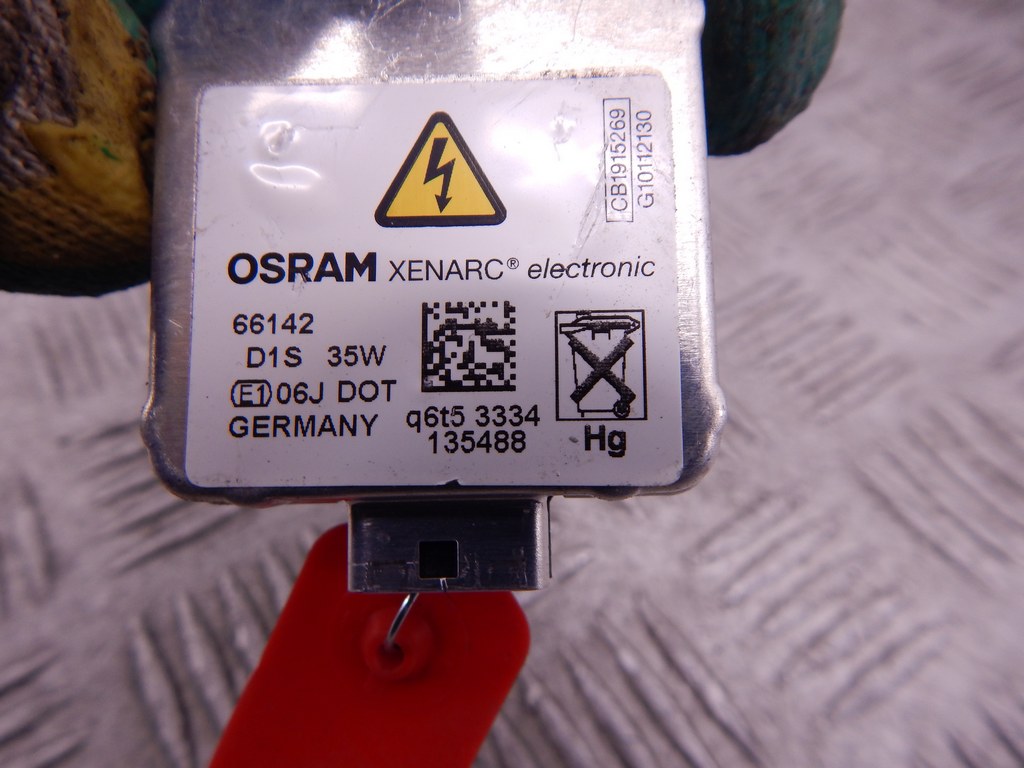 CB1915269
G10112130
OSRAM XENARC® electronic
66142
D1S 35W
E1 06J DOT
GERMANY
q6t5 3334
135488
Hg